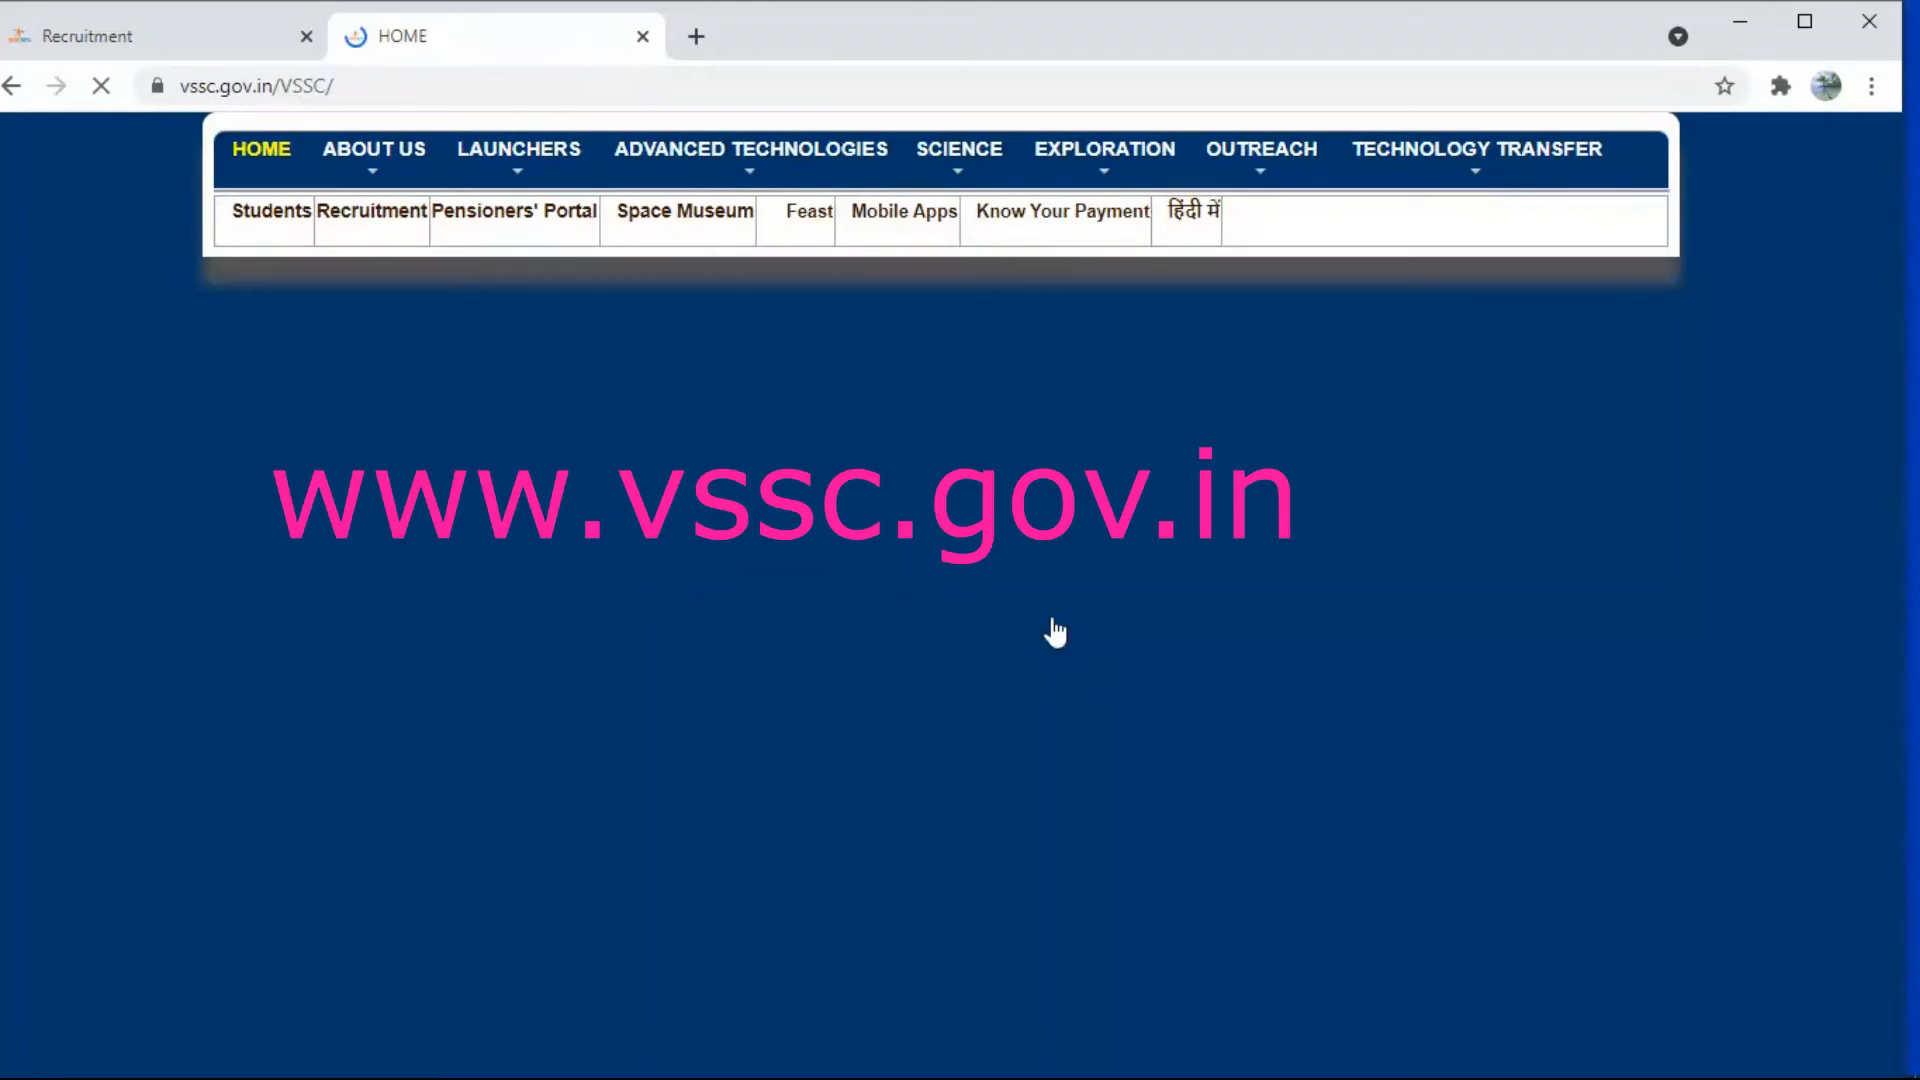 Recruitment
HOME
vssc.gov.in/VSSC/
HOME ABOUT US LAUNCHERS ADVANCED TECHNOLOGIES SCIENCE EXPLORATION OUTREACH TECHNOLOGY TRANSFER
Students Recruitment Pensioners' Portal Space Museum Feast Mobile Apps Know Your Payment हिंदी में
www.vssc.gov.in